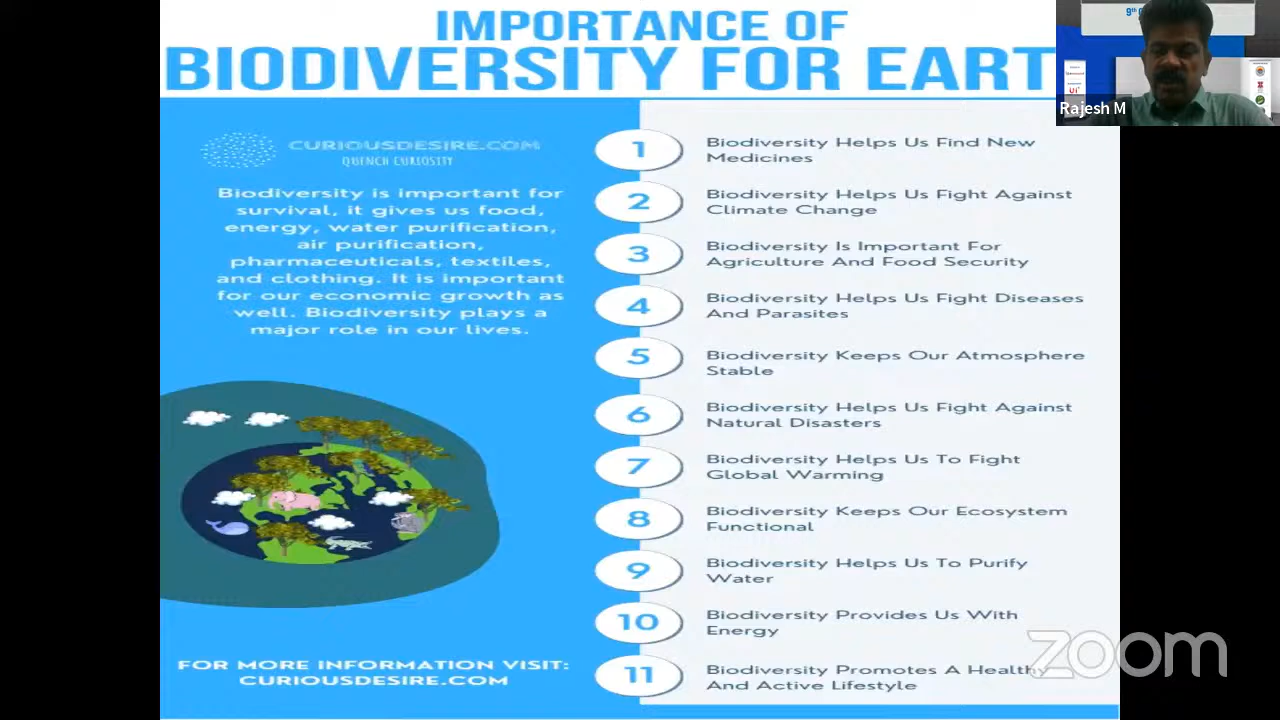 IMPORTANCE OF
BIODIVERSITY FOR EART
CURIOUSDESIRE.COM
QUENCH CURIOSITY
Biodiversity is important for
survival, it gives us food,
energy, water purification,
air purification,
pharmaceuticals, textiles,
and clothing. It is important
for our economic growth as
well. Biodiversity plays a
major role in our lives.
FOR MORE INFORMATION VISIT:
CURIOUSDESIRE.COM
1 Biodiversity Helps Us Find New
Medicines
2 Biodiversity Helps Us Fight Against
Climate Change
3 Biodiversity Is Important For
Agriculture And Food Security
4 Biodiversity Helps Us Fight Diseases
And Parasites
5 Biodiversity Keeps Our Atmosphere
Stable
6 Biodiversity Helps Us Fight Against
Natural Disasters
7 Biodiversity Helps Us To Fight
Global Warming
8 Biodiversity Keeps Our Ecosystem
Functional
9 Biodiversity Helps Us To Purify
Water
10 Biodiversity Provides Us With
Energy
11 Biodiversity Promotes A Healthy
And Active Lifestyle
9th
Rajesh M
zoom